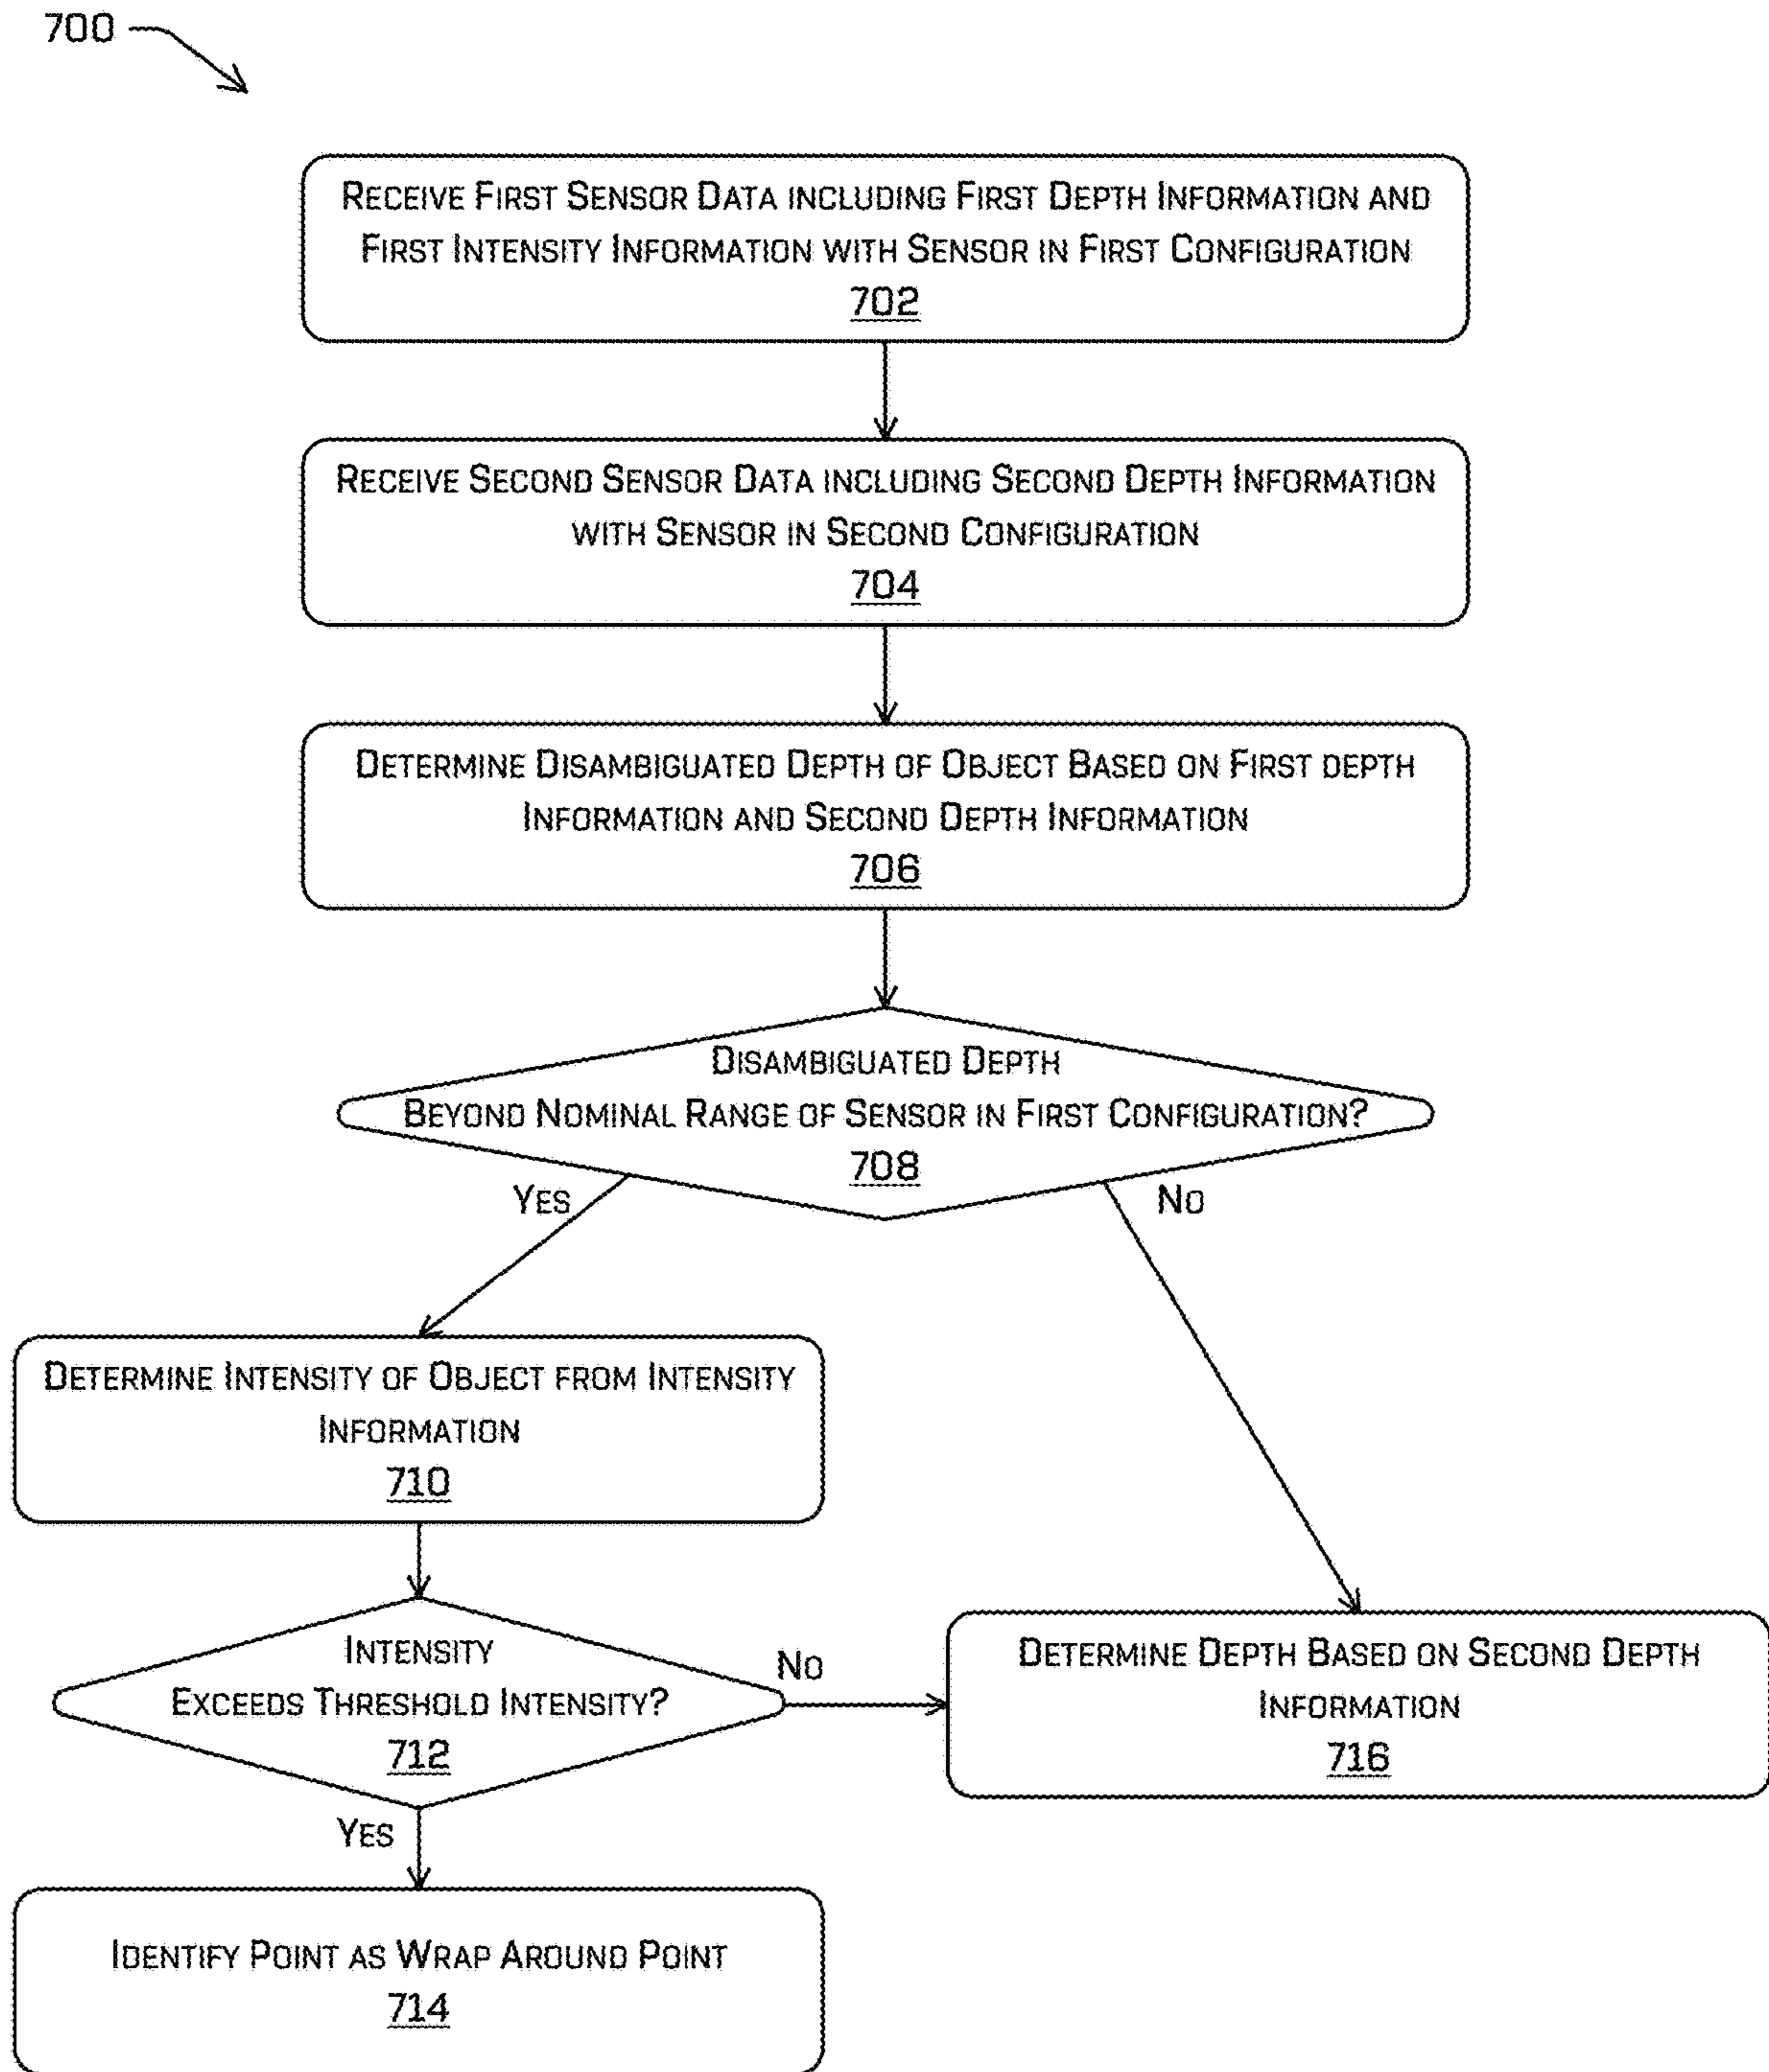 700
Receive First Sensor Data including First Depth Information and
First Intensity Information with Sensor in First Configuration
702
Receive Second Sensor Data including Second Depth Information
with Sensor in Second Configuration
704
Determine Disambiguated Depth of Object Based on First depth
Information and Second Depth Information
706
Disambiguated Depth
Beyond Nominal Range of Sensor in First Configuration?
708
Yes
No
Determine Intensity of Object from Intensity
Information
710
Intensity
Exceeds Threshold Intensity?
712
No
Determine Depth Based on Second Depth
Information
716
Yes
Identify Point as Wrap Around Point
714